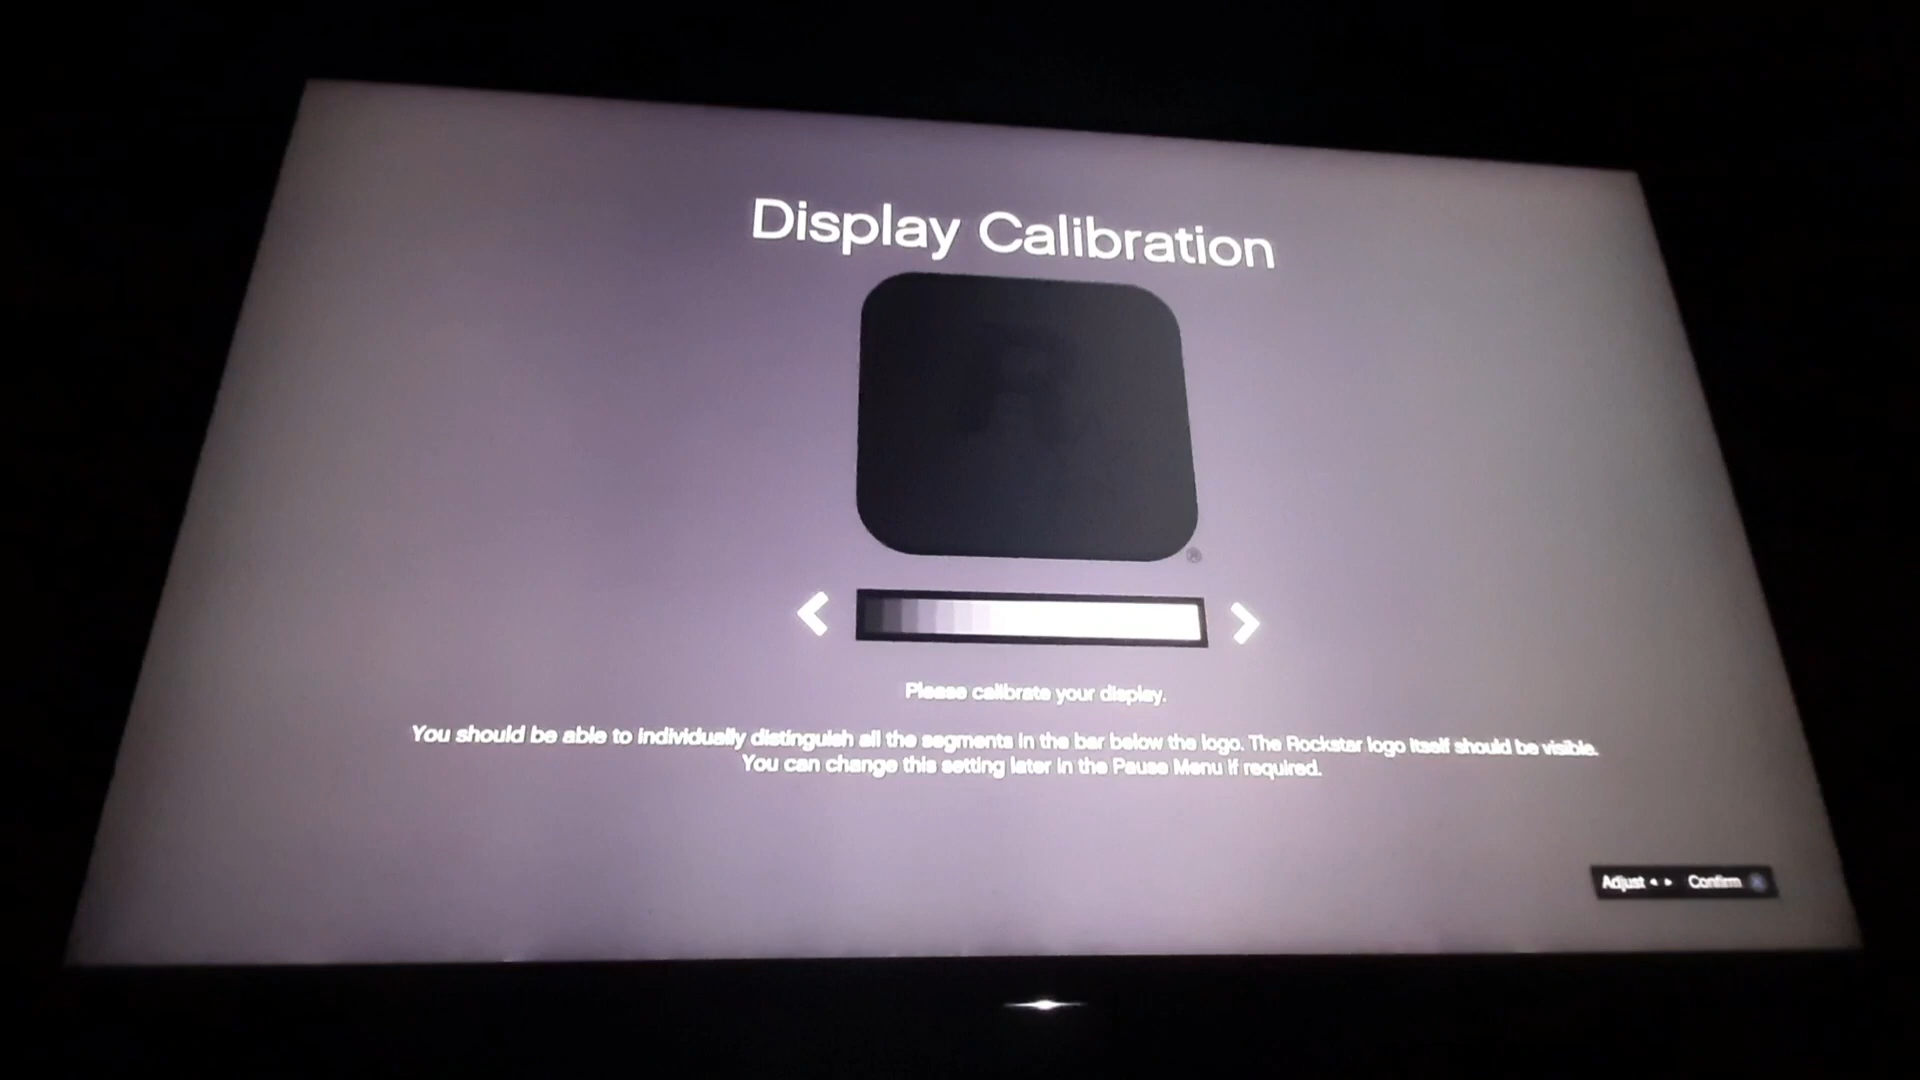 Display Calibration
®
Please calibrate your display.
You should be able to individually distinguish all the segments in the bar below the logo. The Rockstar logo itself should be visible.
You can change this setting later in the Pause Menu if required.
Adjust Confirm